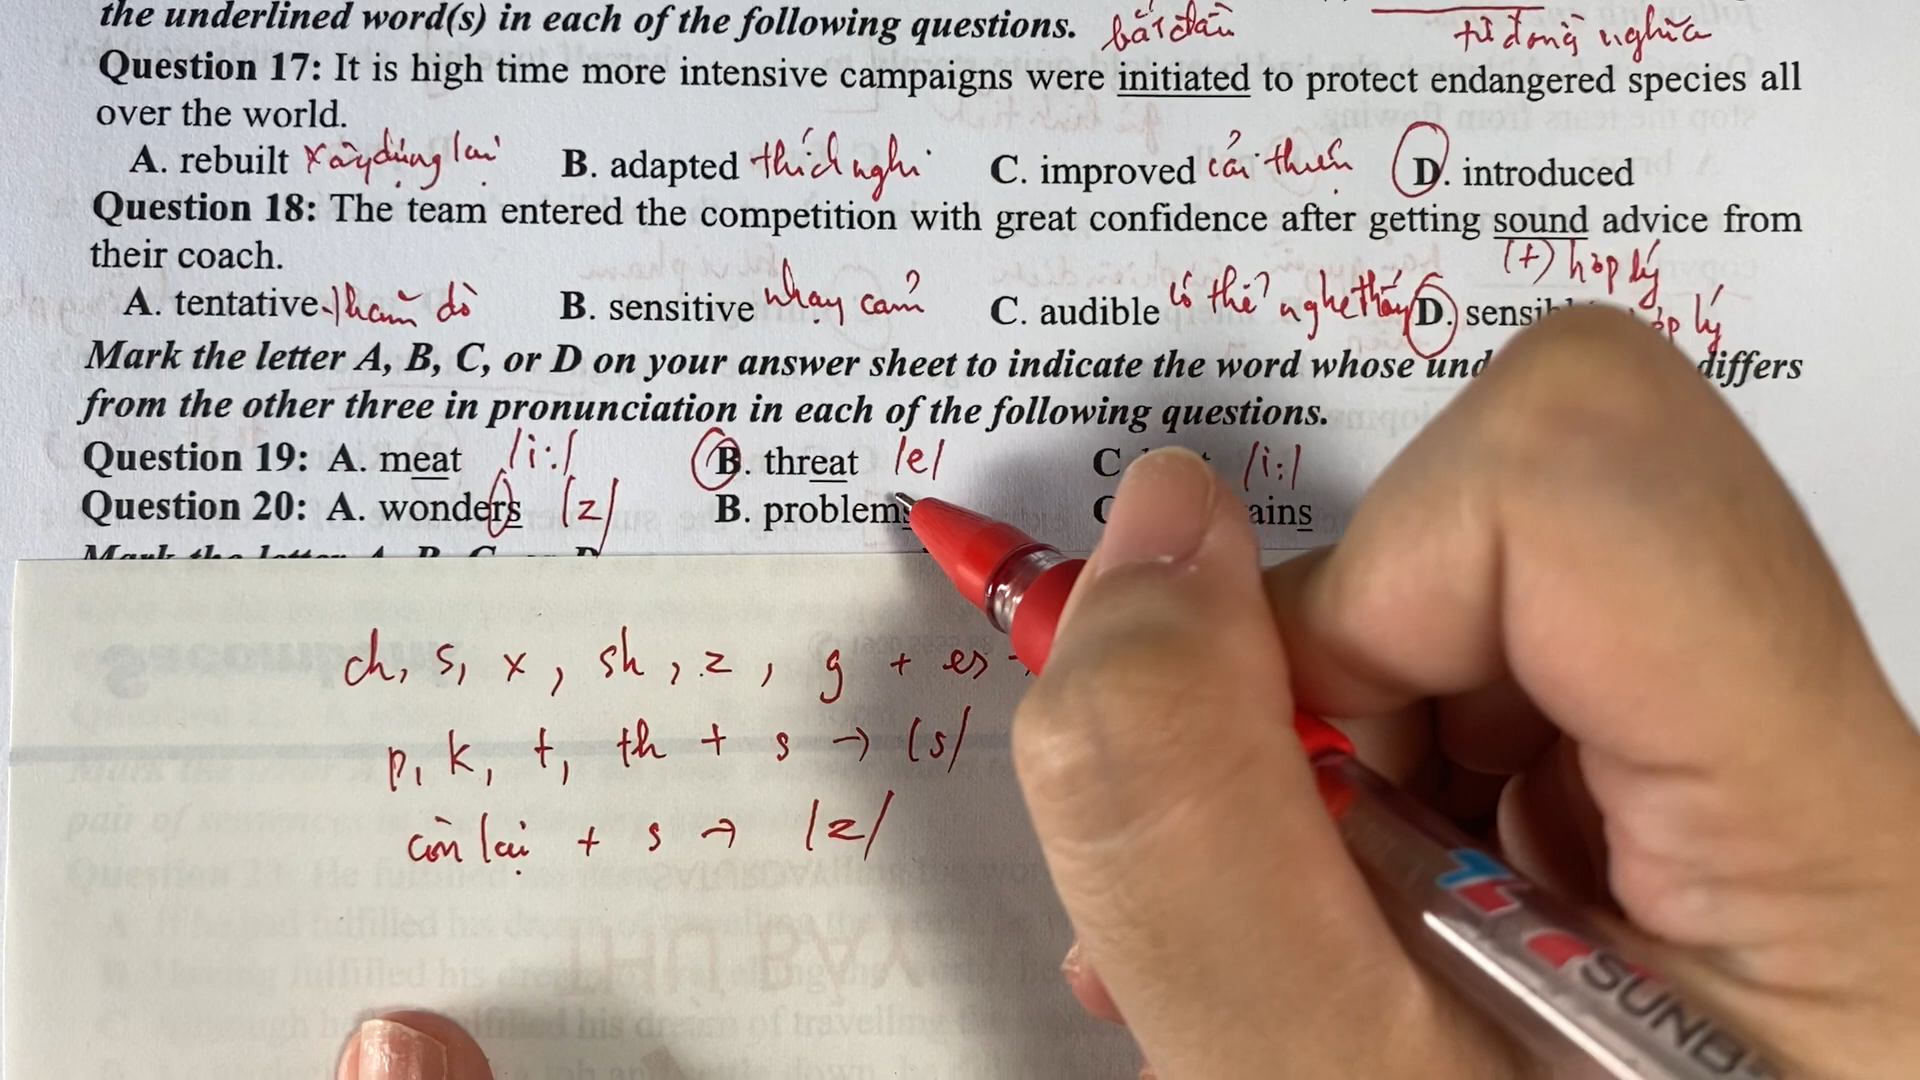 the underlined word(s) in each of the following questions. bắt đầu từ đồng nghĩa
Question 17: It is high time more intensive campaigns were initiated to protect endangered species all
over the world.
A. rebuilt xây dựng lại B. adapted thích nghi C. improved cải thiện D. introduced
Question 18: The team entered the competition with great confidence after getting sound advice from
their coach. (+) hợp lý
A. tentative thăm dò B. sensitive nhạy cảm C. audible có thể nghe thấy D. lý
Mark the letter A, B, C, or D on your answer sheet to indicate the word whose differs
from the other three in pronunciation in each of the following questions.
Question 19: A. meat /i:/ B. threat /e/ C /i:/
Question 20: A. wonders /z/ B. problems ains
ch, s, x, sh, z, g + es
p, k, t, th + s → /s/
còn lại + s → /z/
SUNB